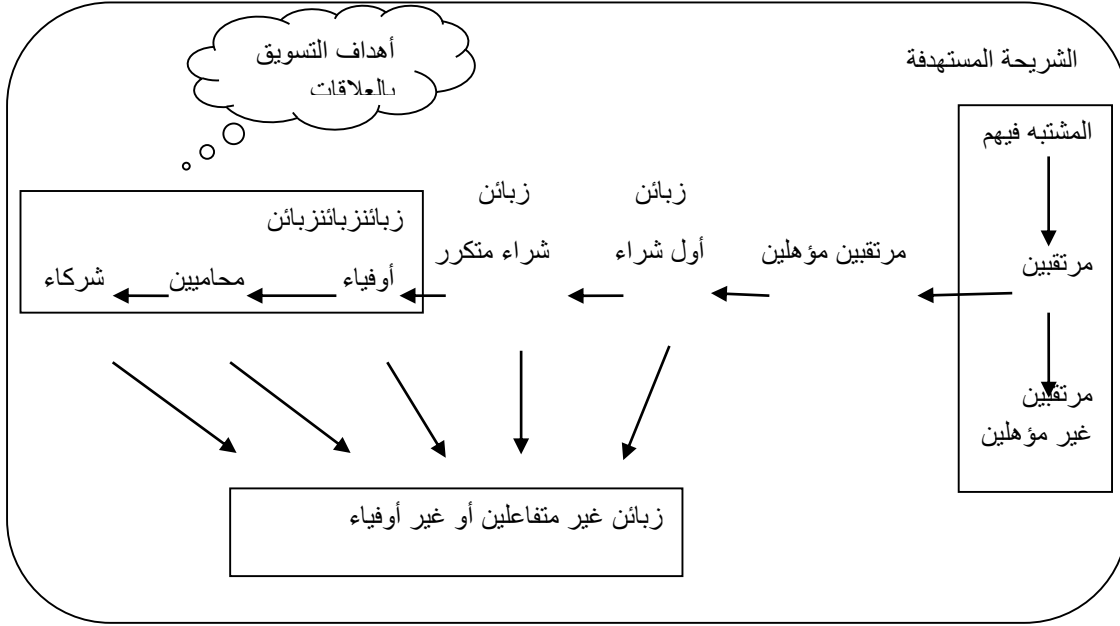 أهداف التسويق
بالعلاقات
الشريحة المستهدفة
المشتبه فيهم
مرتقبين
مرتقبين
غير مؤهلين
مرتقبين مؤهلين
زبائن
أول شراء
زبائن
شراء متكرر
زبائنزبائنزبائن
أوفياء
محاميين
شركاء
زبائن غير متفاعلين أو غير أوفياء